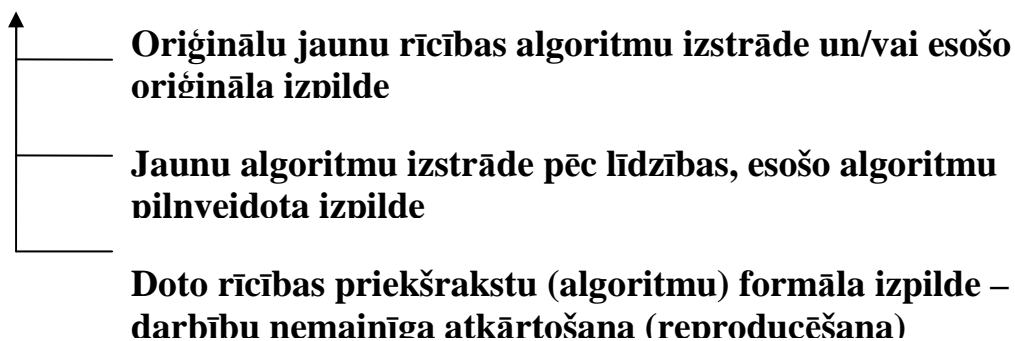 Oriģinālu jaunu rīcības algoritmu izstrāde un/vai esošo
oriģināla izpilde
Jaunu algoritmu izstrāde pēc līdzības, esošo algoritmu
pilnveidota izpilde
Doto rīcības priekšrakstu (algoritmu) formāla izpilde –
darbību nemainīga atkārtošana (reproducēšana)